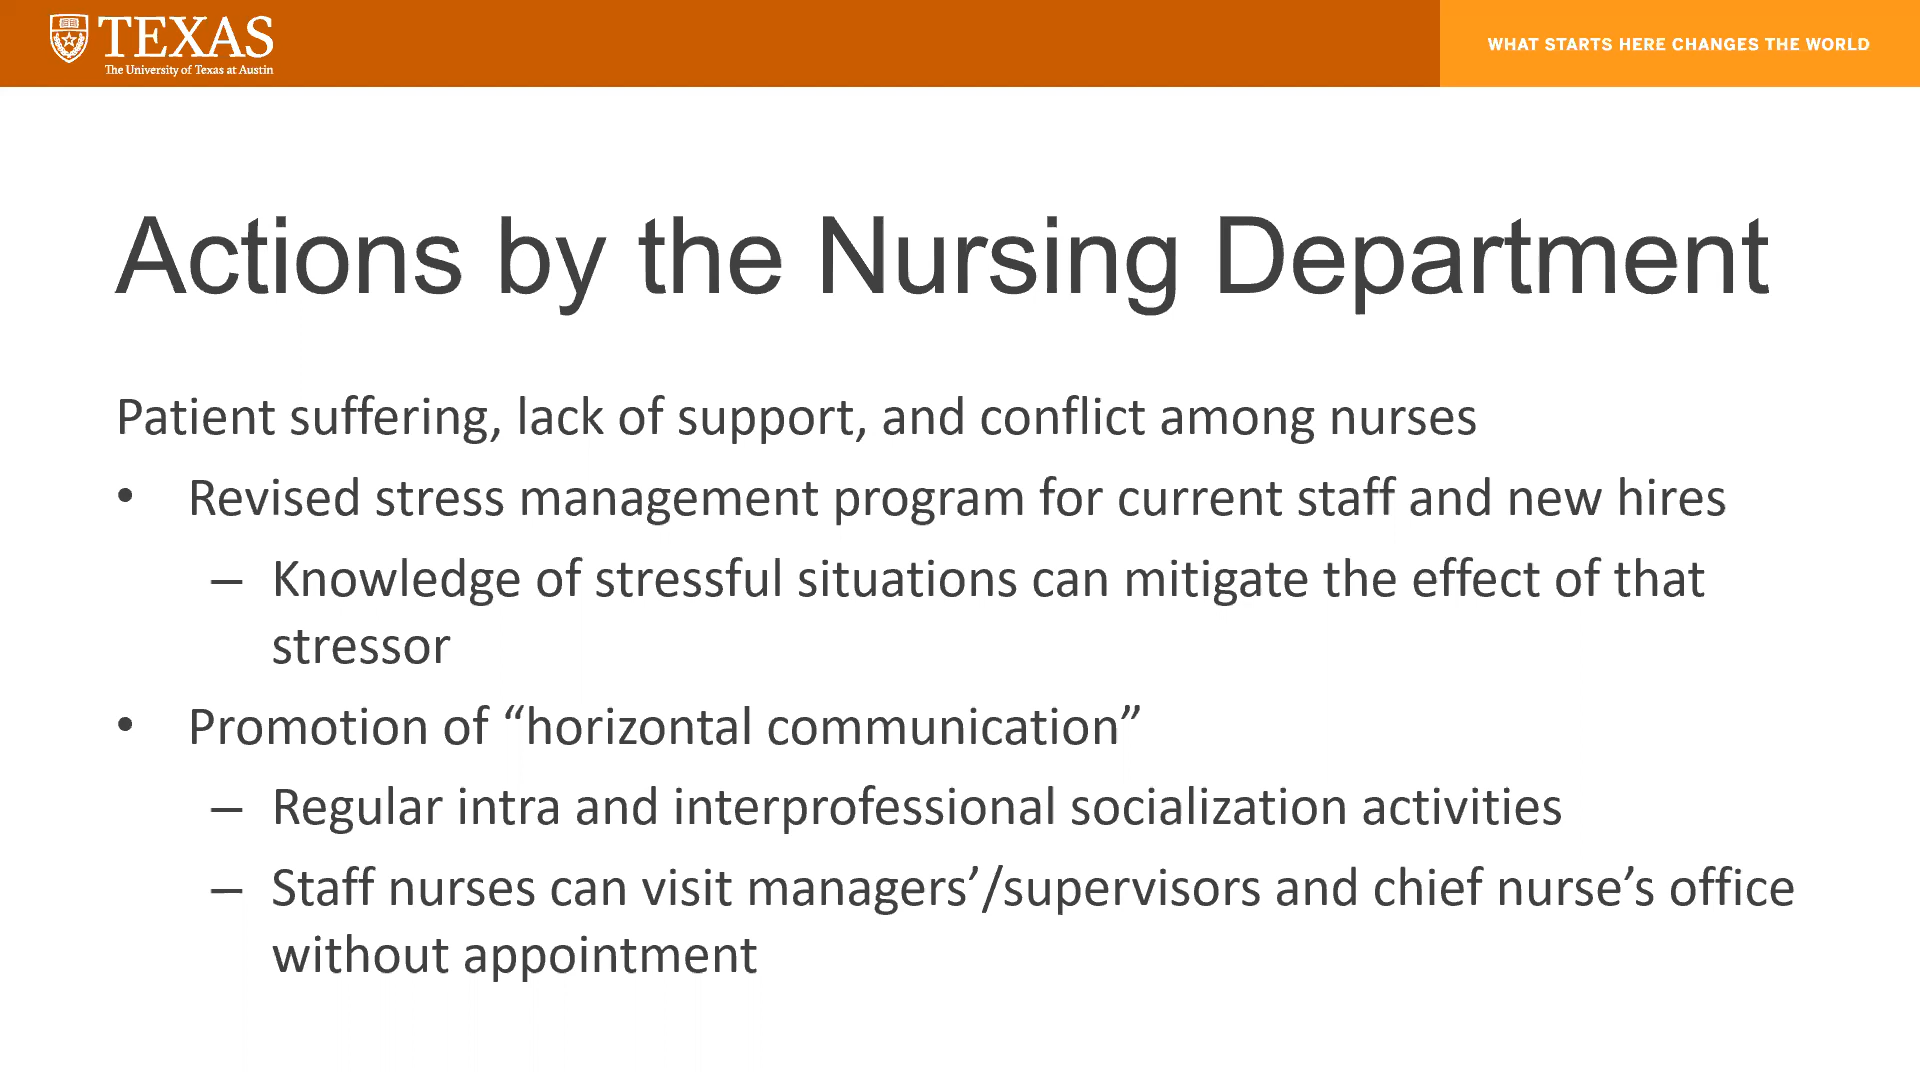 TEXAS
The University of Texas at Austin
WHAT STARTS HERE CHANGES THE WORLD
Actions by the Nursing Department
Patient suffering, lack of support, and conflict among nurses
• Revised stress management program for current staff and new hires
– Knowledge of stressful situations can mitigate the effect of that
stressor
• Promotion of “horizontal communication”
– Regular intra and interprofessional socialization activities
– Staff nurses can visit managers’/supervisors and chief nurse’s office
without appointment